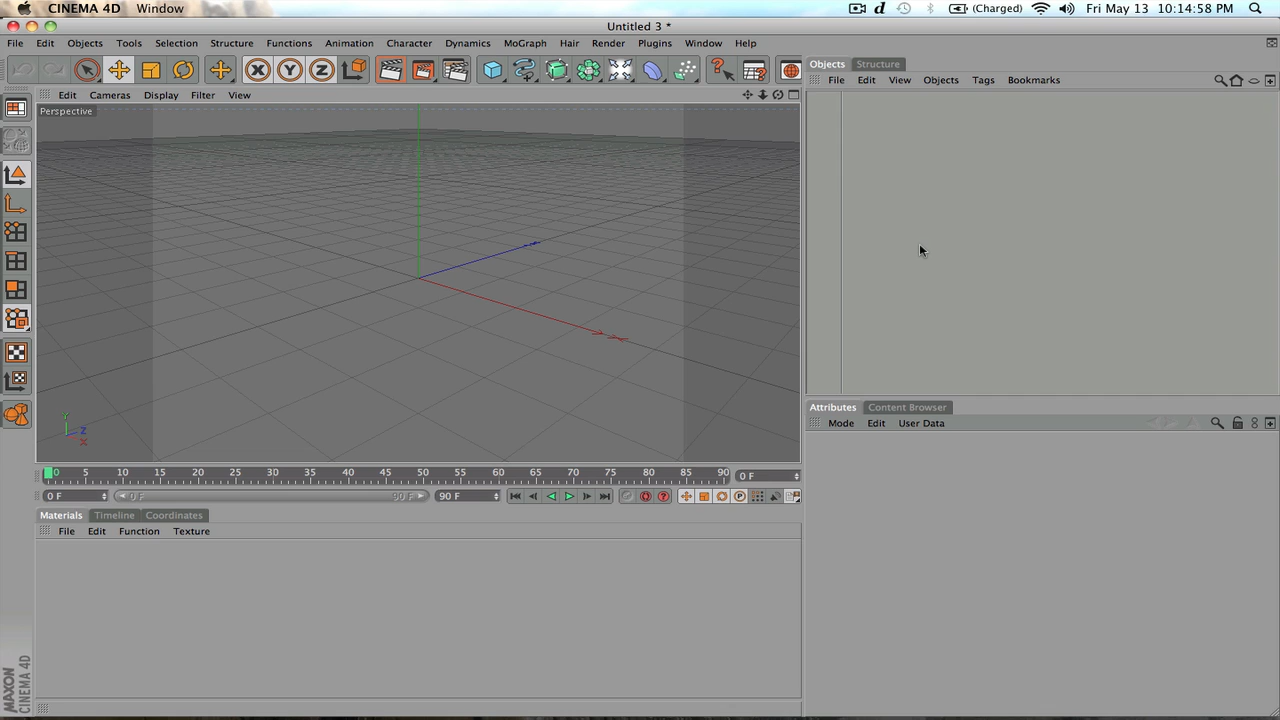 CINEMA 4D Window (Charged) Fri May 13 10:14:58 PM
Untitled 3 *
File Edit Objects Tools Selection Structure Functions Animation Character Dynamics MoGraph Hair Render Plugins Window Help
X Y Z
Objects Structure
File Edit View Objects Tags Bookmarks
Edit Cameras Display Filter View
Perspective
Y
Z
X
Attributes Content Browser
Mode Edit User Data
0 5 10 15 20 25 30 35 40 45 50 55 60 65 70 75 80 85 90 0 F
0 F 0 F 90 F 90 F P
Materials Timeline Coordinates
File Edit Function Texture
MAXON
CINEMA 4D